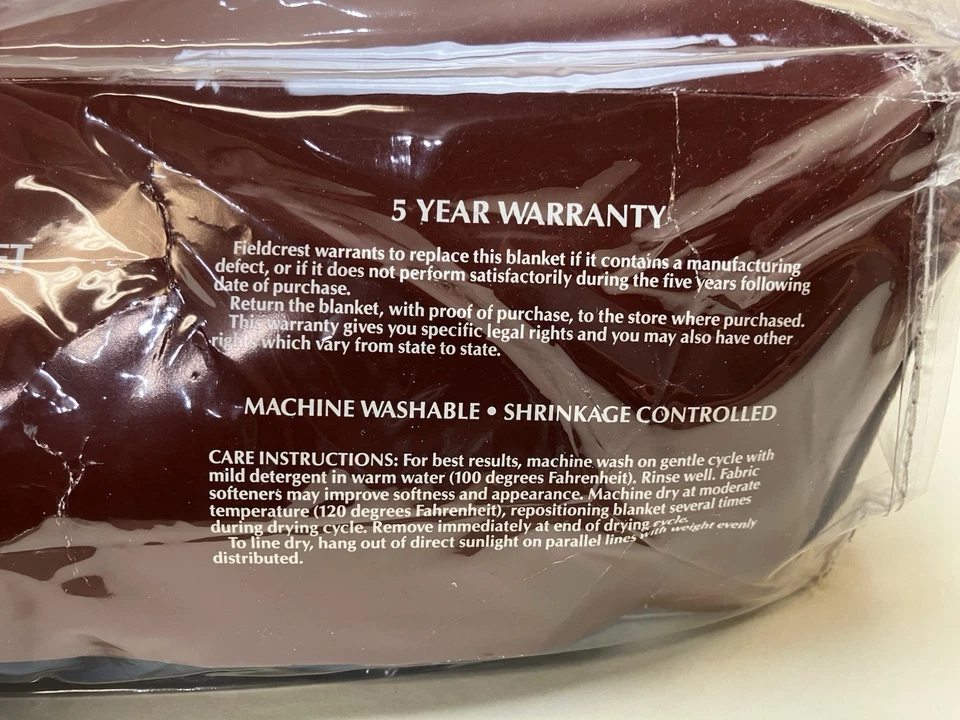 5 YEAR WARRANTY
Fieldcrest warrants to replace this blanket if it contains a manufacturing
defect, or if it does not perform satisfactorily during the five years following
date of purchase.
Return the blanket, with proof of purchase, to the store where purchased.
This warranty gives you specific legal rights and you may also have other
rights which vary from state to state.
MACHINE WASHABLE • SHRINKAGE CONTROLLED
CARE INSTRUCTIONS: For best results, machine wash on gentle cycle with
mild detergent in warm water (100 degrees Fahrenheit). Rinse well. Fabric
softeners may improve softness and appearance. Machine dry at moderate
temperature (120 degrees Fahrenheit), repositioning blanket several times
during drying cycle. Remove immediately at end of drying cycle.
To line dry, hang out of direct sunlight on parallel lines with weight evenly
distributed.